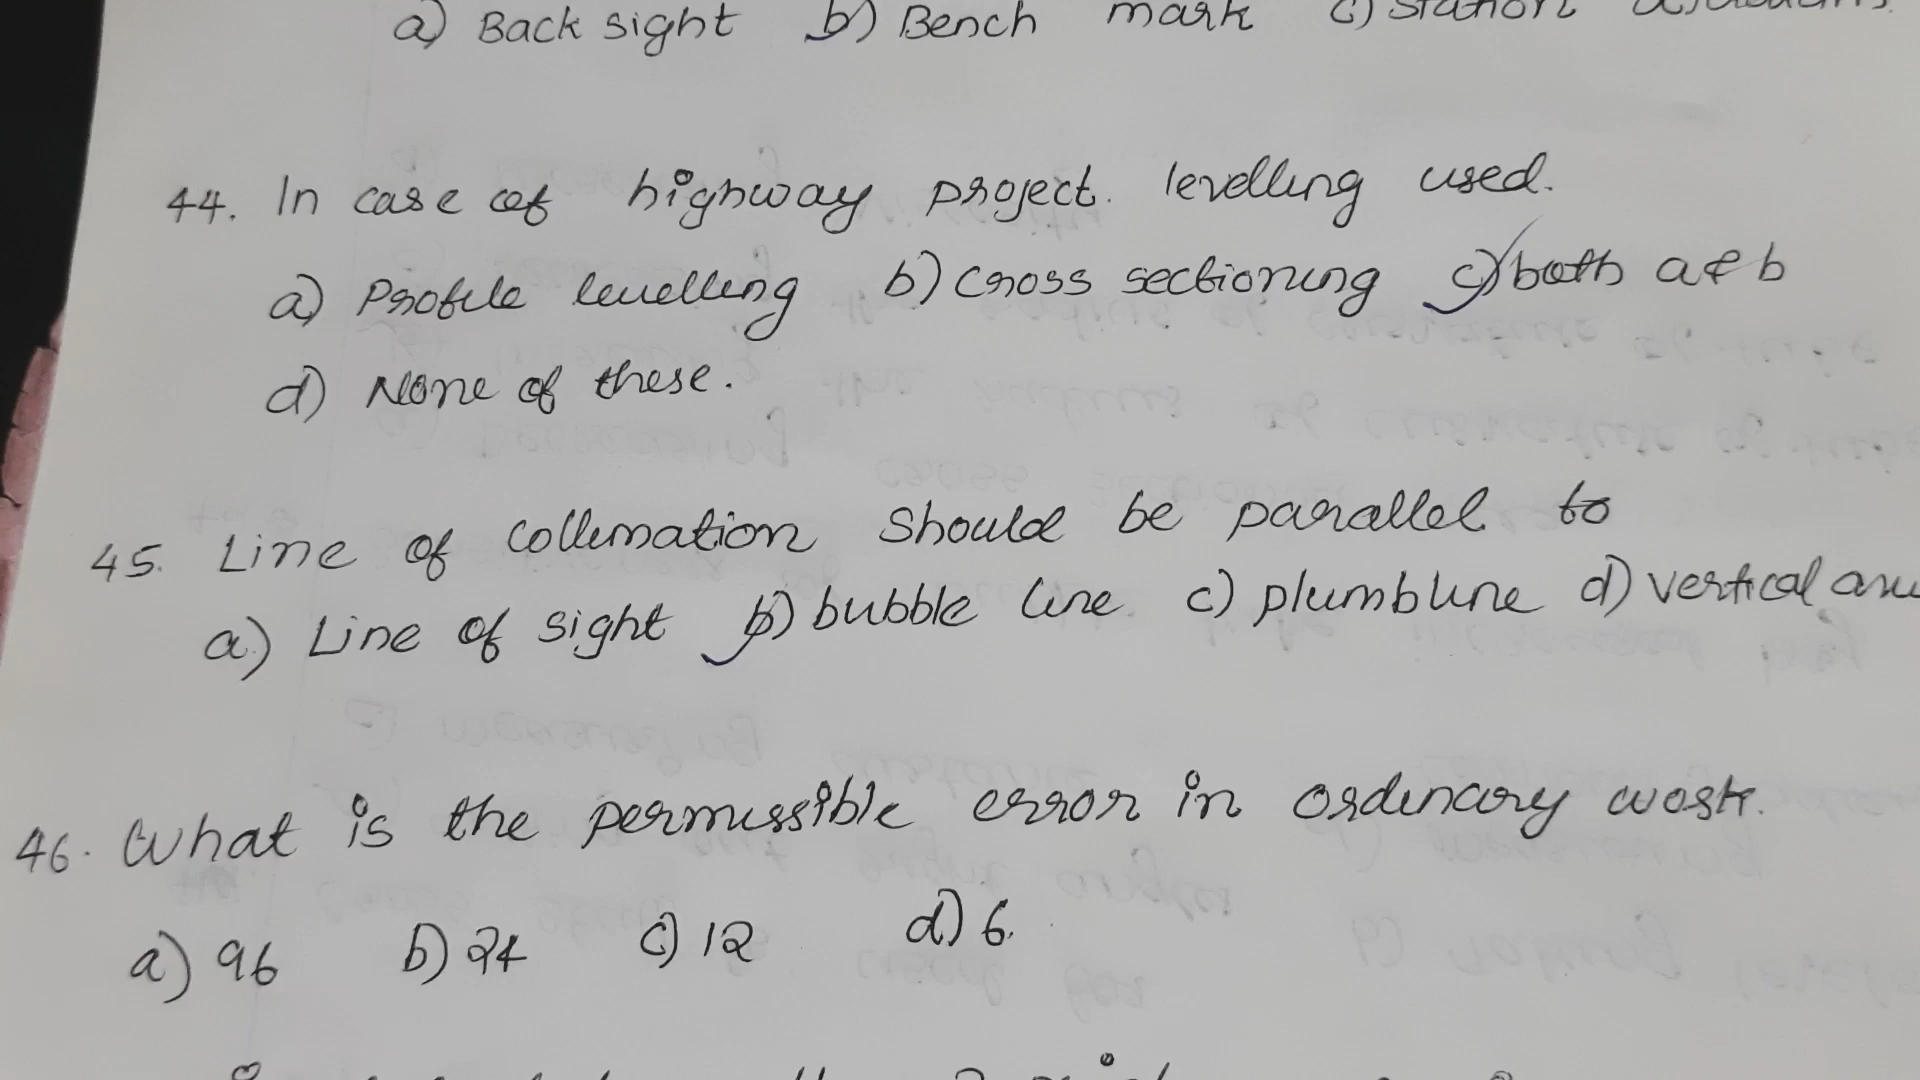 a) Back sight b) Bench mark c) station
44. In case of highway project. levelling used.
a) Profile levelling b) cross sectioning c) both a & b
d) None of these.
45. Line of collimation should be parallel to
a) Line of sight b) bubble line c) plumbline d) vertical
46. What is the permissible error in ordinary work.
a) 96 b) 24 c) 12 d) 6.